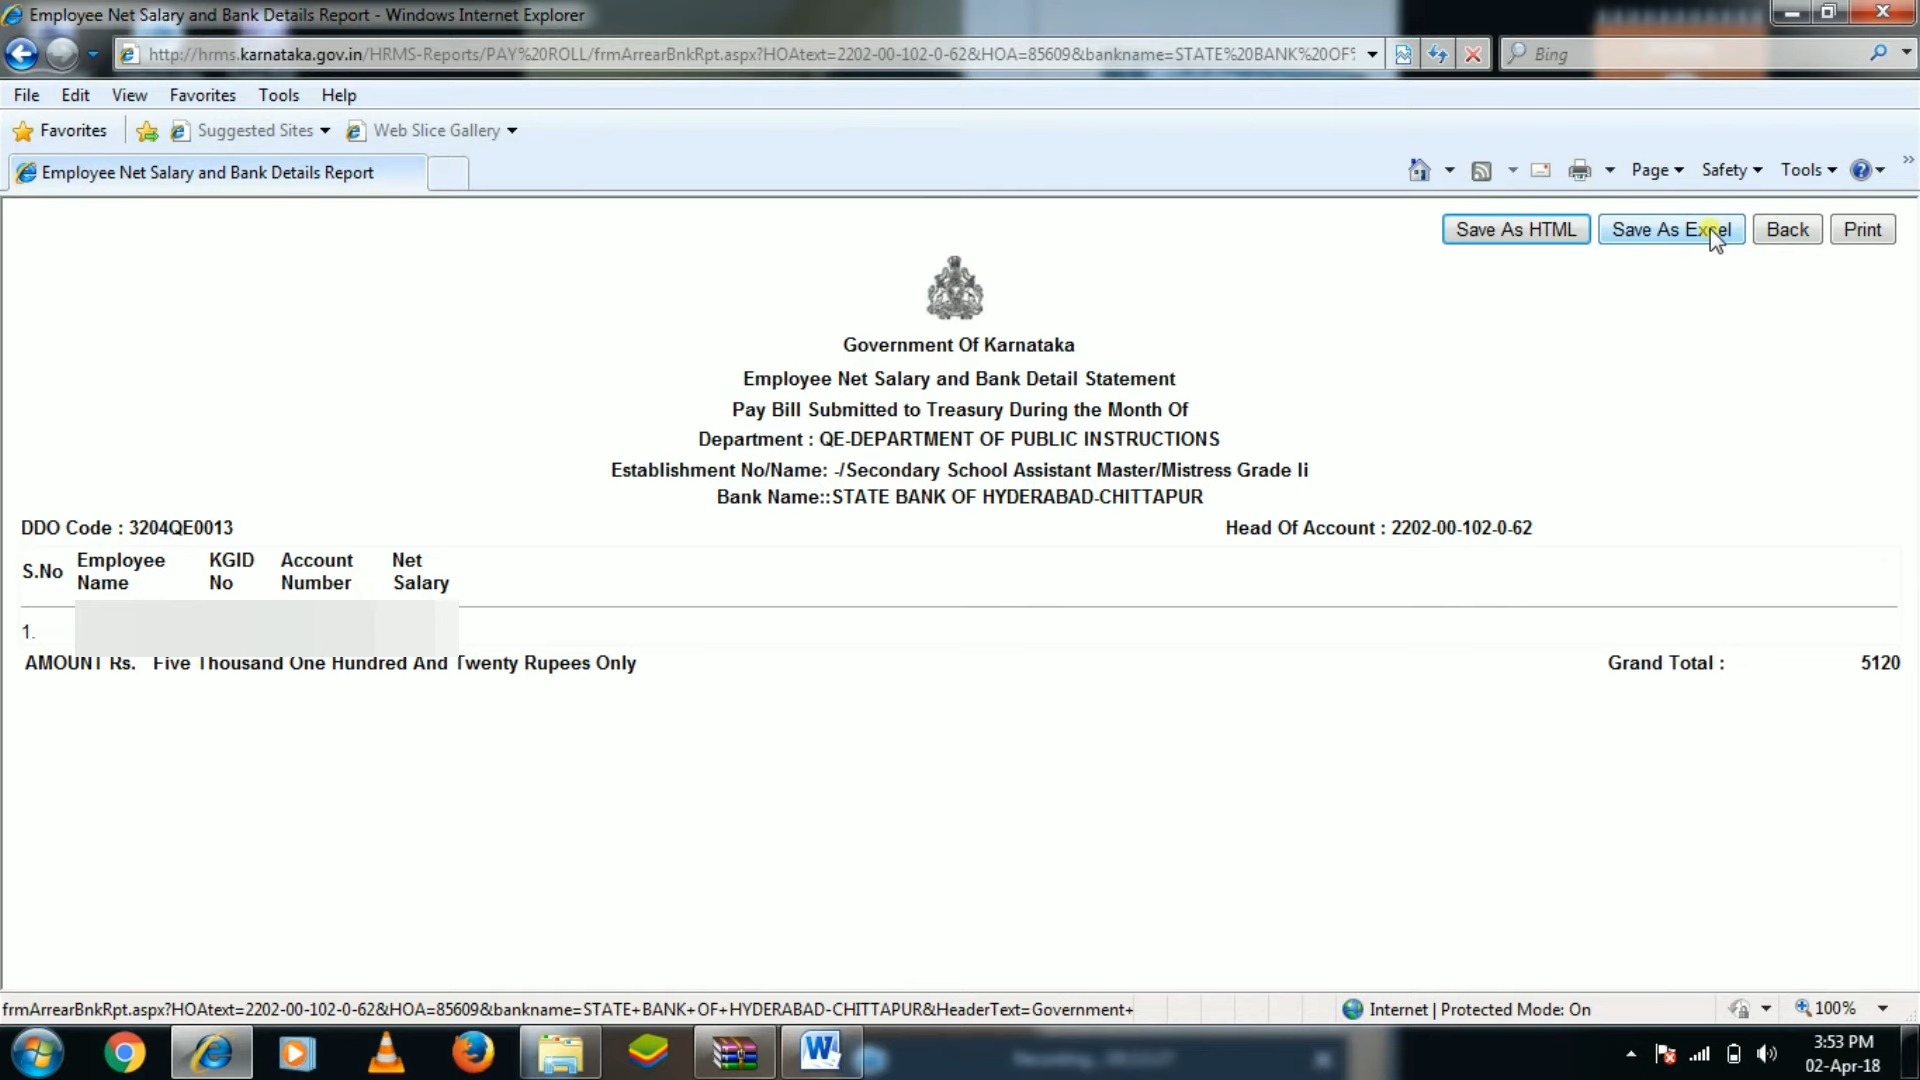 Employee Net Salary and Bank Details Report - Windows Internet Explorer
http://hrms.karnataka.gov.in/HRMS-Reports/PAY%20ROLL/frmArrearBnkRpt.aspx?HOAtext=2202-00-102-0-62&HOA=85609&bankname=STATE%20BANK%20OF% Bing
File Edit View Favorites Tools Help
Favorites Suggested Sites Web Slice Gallery
Employee Net Salary and Bank Details Report Page Safety Tools
Save As HTML Save As Excel Back Print
Government Of Karnataka
Employee Net Salary and Bank Detail Statement
Pay Bill Submitted to Treasury During the Month Of
Department : QE-DEPARTMENT OF PUBLIC INSTRUCTIONS
Establishment No/Name: -/Secondary School Assistant Master/Mistress Grade Ii
Bank Name::STATE BANK OF HYDERABAD-CHITTAPUR
DDO Code : 3204QE0013 Head Of Account : 2202-00-102-0-62
S.No Employee Name KGID No Account Number Net Salary
1.
AMOUNT Rs. Five Thousand One Hundred And Twenty Rupees Only Grand Total : 5120
frmArrearBnkRpt.aspx?HOAtext=2202-00-102-0-62&HOA=85609&bankname=STATE+BANK+OF+HYDERABAD-CHITTAPUR&HeaderText=Government+ Internet | Protected Mode: On 100%
3:53 PM
02-Apr-18